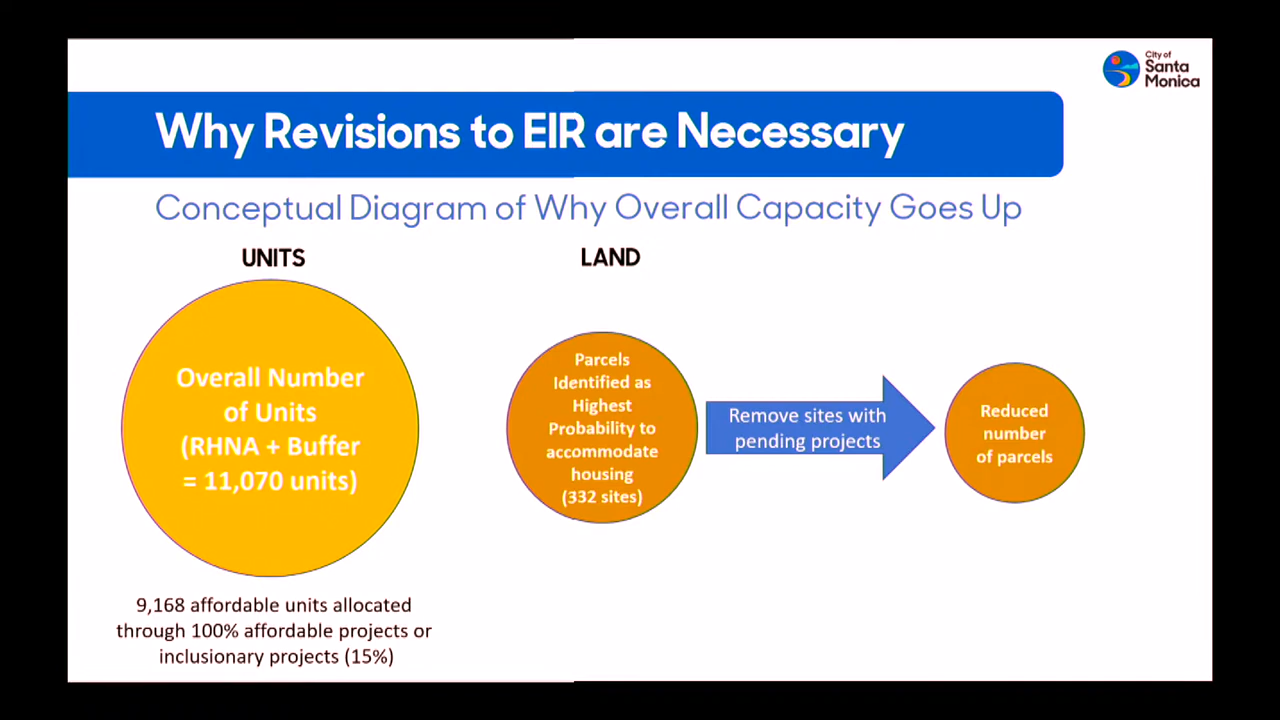 City of
Santa
Monica
Why Revisions to EIR are Necessary
Conceptual Diagram of Why Overall Capacity Goes Up
UNITS
LAND
Overall Number
of Units
(RHNA + Buffer
= 11,070 units)
Parcels
Identified as
Highest
Probability to
accommodate
housing
(332 sites)
Remove sites with
pending projects
Reduced
number
of parcels
9,168 affordable units allocated
through 100% affordable projects or
inclusionary projects (15%)